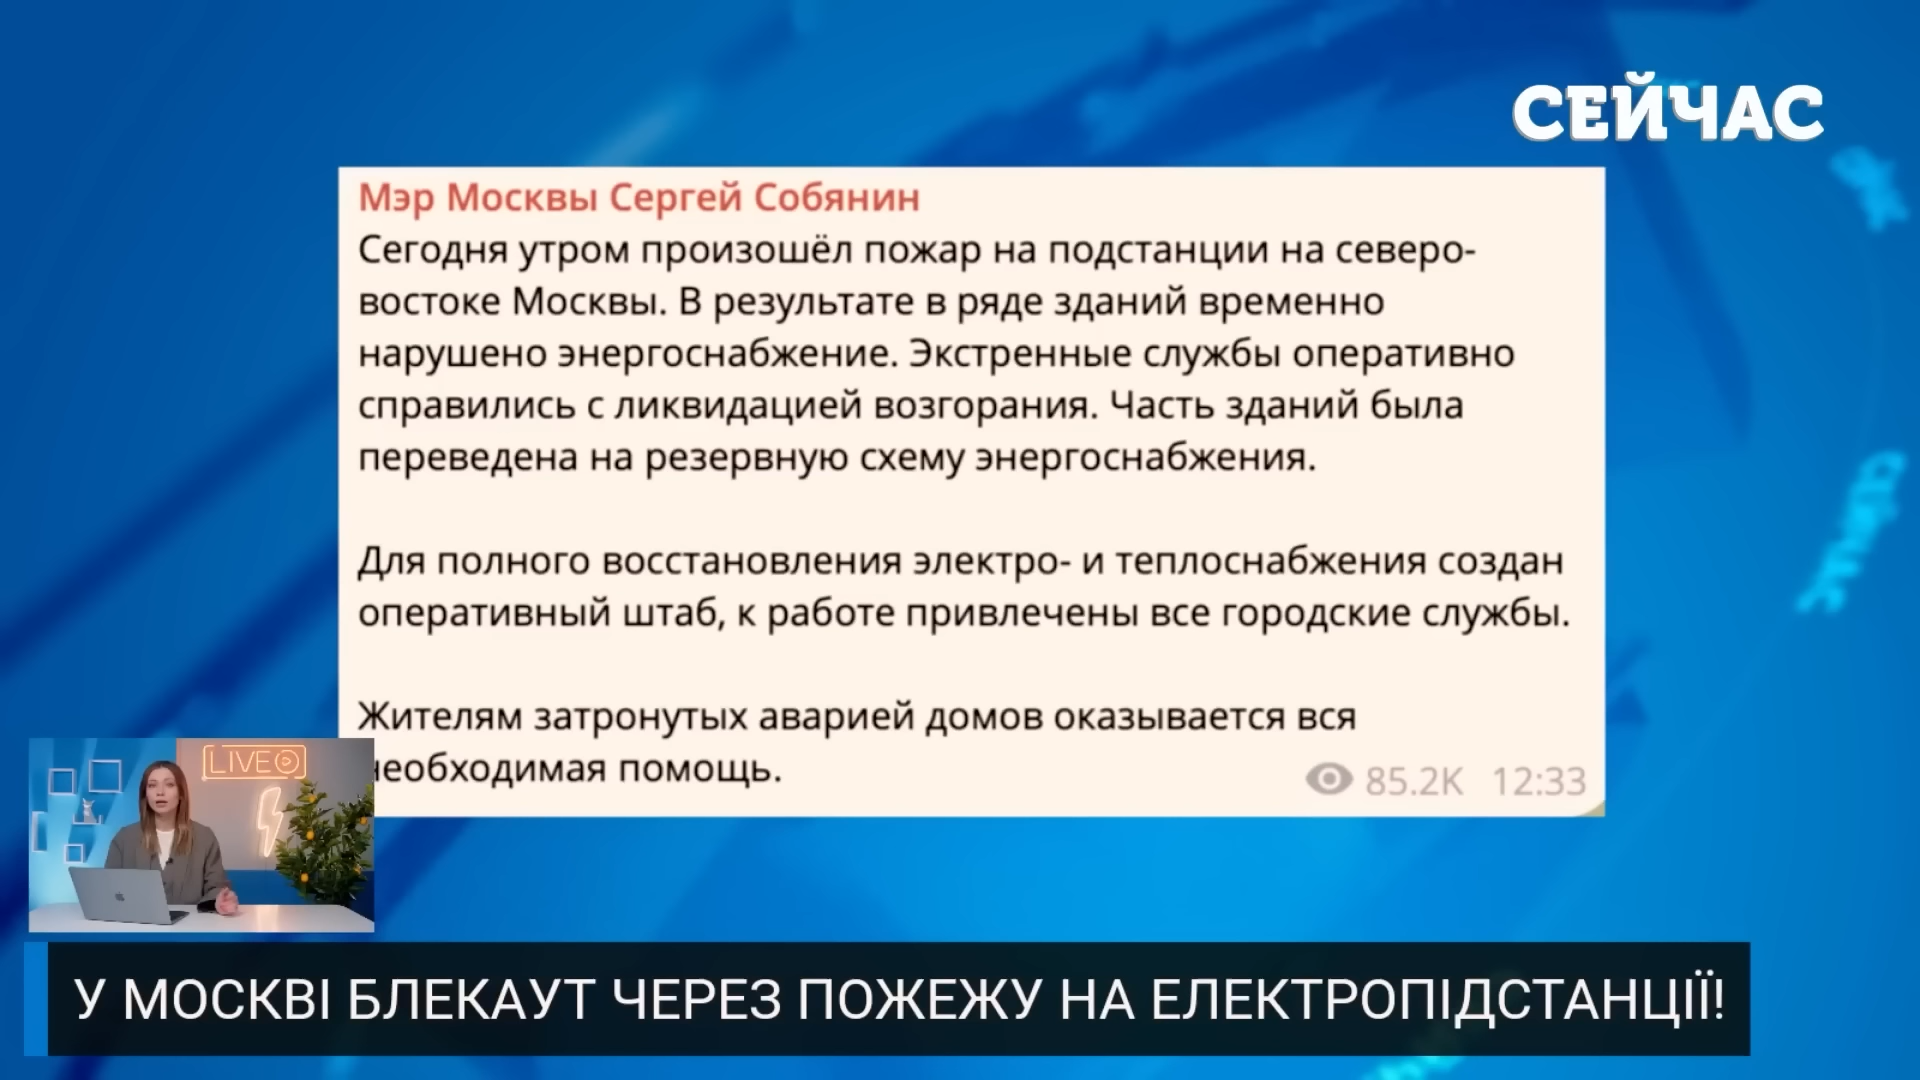 СЕЙЧАС
Мэр Москвы Сергей Собянин
Сегодня утром произошёл пожар на подстанции на северо-
востоке Москвы. В результате в ряде зданий временно
нарушено энергоснабжение. Экстренные службы оперативно
справились с ликвидацией возгорания. Часть зданий была
переведена на резервную схему энергоснабжения.
Для полного восстановления электро- и теплоснабжения создан
оперативный штаб, к работе привлечены все городские службы.
Жителям затронутых аварией домов оказывается вся
необходимая помощь.
85.2K 12:33
LIVE
У МОСКВІ БЛЕКАУТ ЧЕРЕЗ ПОЖЕЖУ НА ЕЛЕКТРОПІДСТАНЦІЇ!